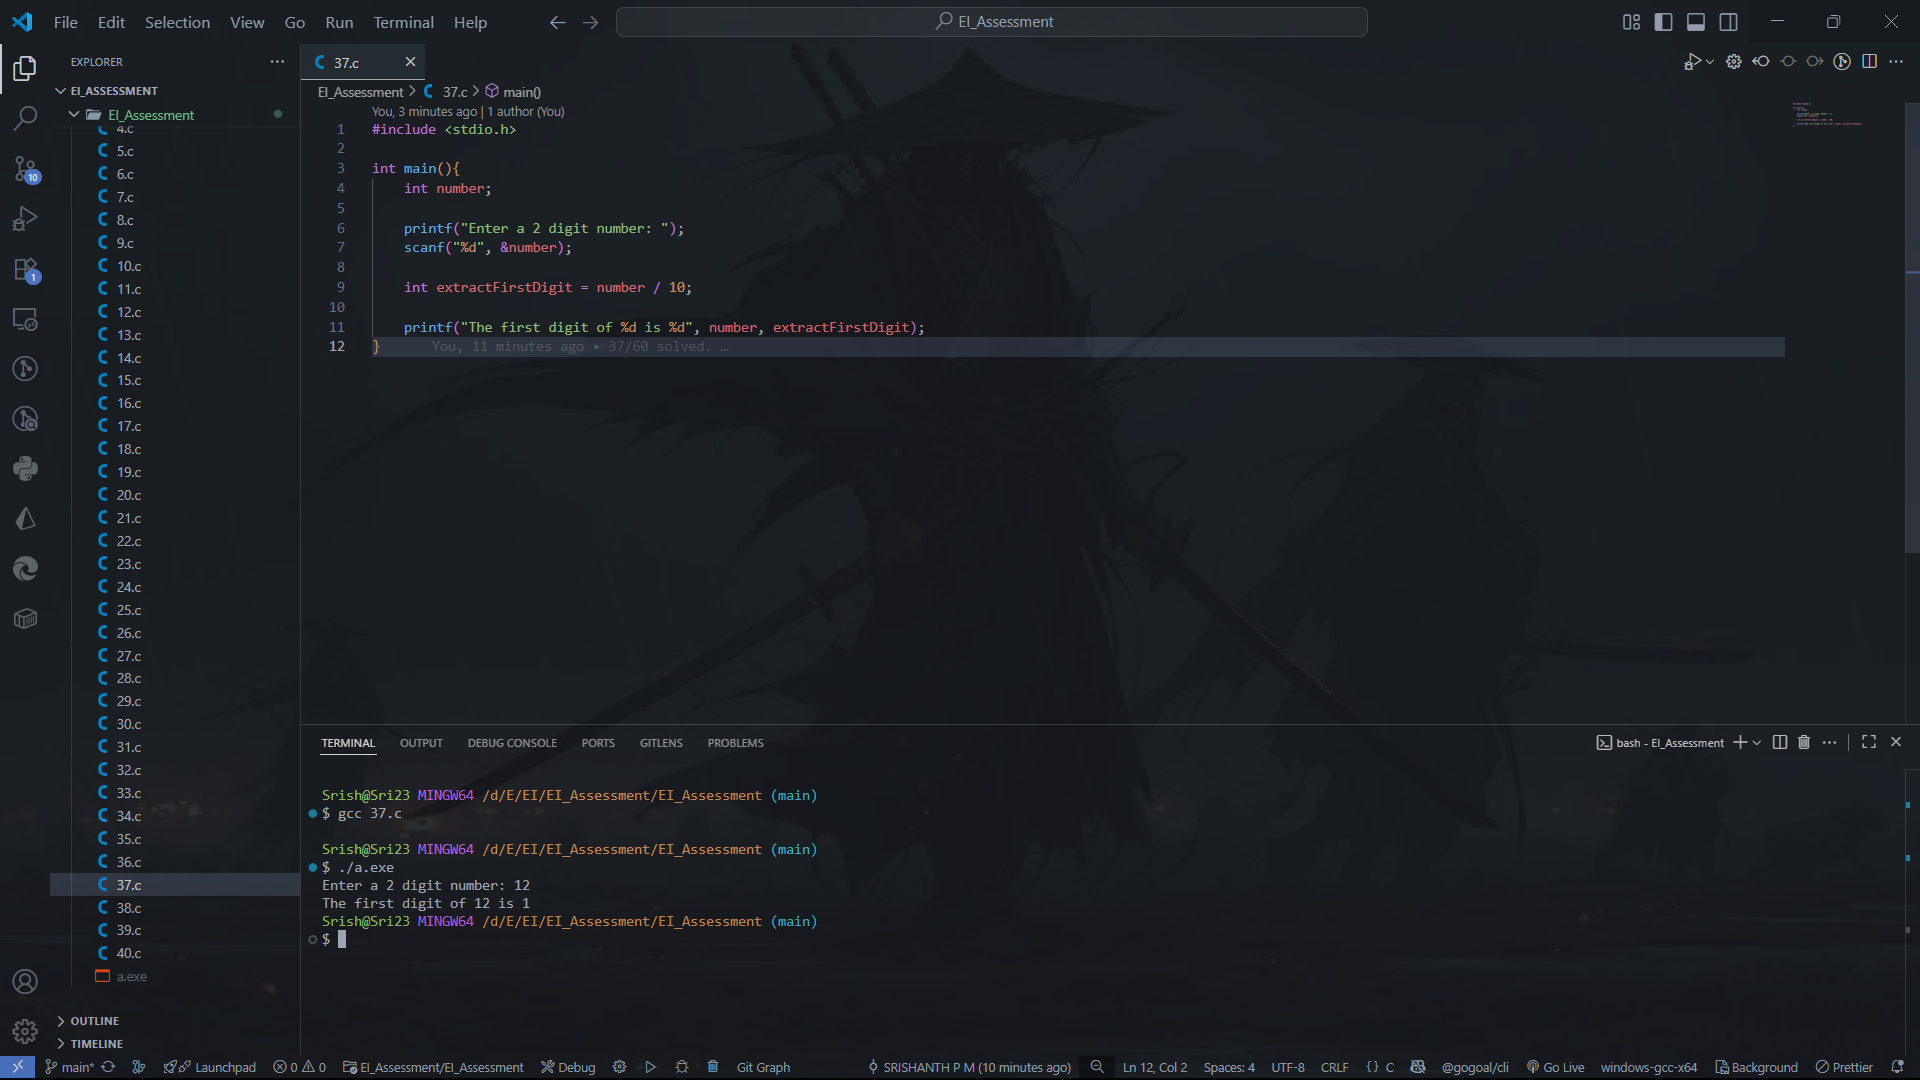 File Edit Selection View Go Run Terminal Help
EI_Assessment
EXPLORER
EI_ASSESSMENT
EI_Assessment
4.c
5.c
6.c
7.c
8.c
9.c
10.c
11.c
12.c
13.c
14.c
15.c
16.c
17.c
18.c
19.c
20.c
21.c
22.c
23.c
24.c
25.c
26.c
27.c
28.c
29.c
30.c
31.c
32.c
33.c
34.c
35.c
36.c
37.c
38.c
39.c
40.c
a.exe
OUTLINE
TIMELINE
10
1
37.c
EI_Assessment > 37.c > main()
You, 3 minutes ago | 1 author (You)
1 #include <stdio.h>
2
3 int main(){
4 int number;
5
6 printf("Enter a 2 digit number: ");
7 scanf("%d", &number);
8
9 int extractFirstDigit = number / 10;
10
11 printf("The first digit of %d is %d", number, extractFirstDigit);
12 } You, 11 minutes ago • 37/60 solved. …
TERMINAL OUTPUT DEBUG CONSOLE PORTS GITLENS PROBLEMS
bash - EI_Assessment
Srish@Sri23 MINGW64 /d/E/EI/EI_Assessment/EI_Assessment (main)
$ gcc 37.c
Srish@Sri23 MINGW64 /d/E/EI/EI_Assessment/EI_Assessment (main)
$ ./a.exe
Enter a 2 digit number: 12
The first digit of 12 is 1
Srish@Sri23 MINGW64 /d/E/EI/EI_Assessment/EI_Assessment (main)
$
main* Launchpad 0 0 EI_Assessment/EI_Assessment Debug Git Graph SRISHANTH P M (10 minutes ago) Ln 12, Col 2 Spaces: 4 UTF-8 CRLF { } C @gogoal/cli Go Live windows-gcc-x64 Background Prettier